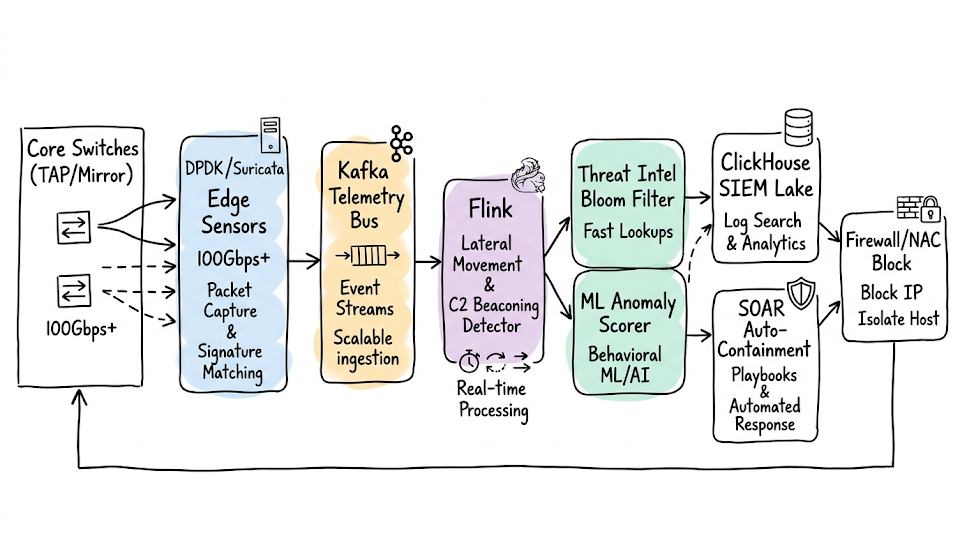 Core Switches
(TAP/Mirror)
100Gbps+
DPDK/Suricata
Edge
Sensors
100Gbps+
Packet
Capture
&
Signature
Matching
Kafka
Telemetry
Bus
Event
Streams
Scalable
ingestion
Flink
Lateral
Movement
&
C2 Beaconing
Detector
Real-time
Processing
Threat Intel
Bloom Filter
Fast Lookups
ML Anomaly
Scorer
Behavioral
ML/AI
ClickHouse
SIEM Lake
Log Search
& Analytics
SOAR
Auto-
Containment
Playbooks
&
Automated
Response
Firewall/NAC
Block
Block IP
Isolate Host